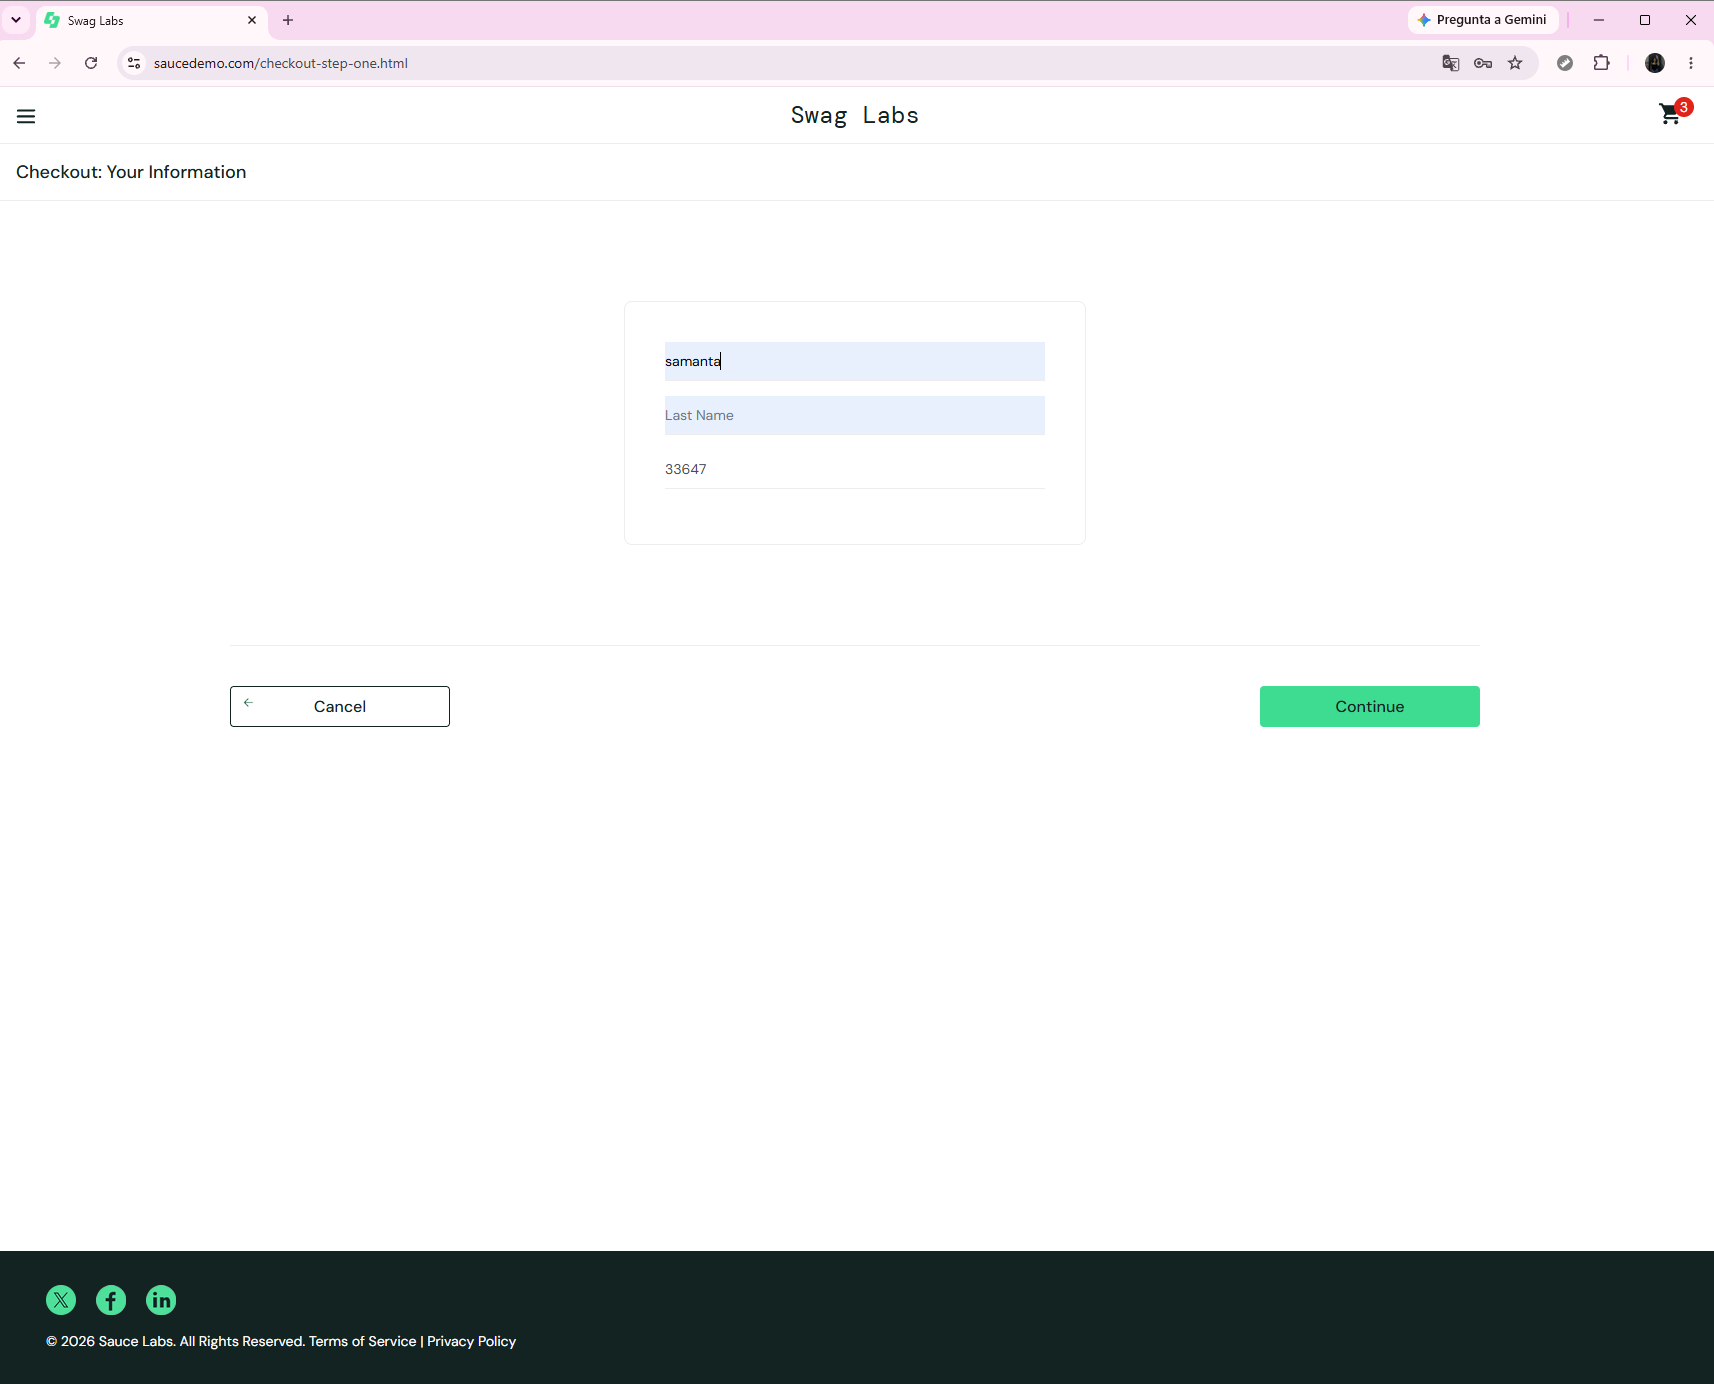 Swag Labs
Pregunta a Gemini
saucedemo.com/checkout-step-one.html
Swag Labs
3
Checkout: Your Information
samanta
Last Name
33647
Cancel
Continue
© 2026 Sauce Labs. All Rights Reserved. Terms of Service | Privacy Policy